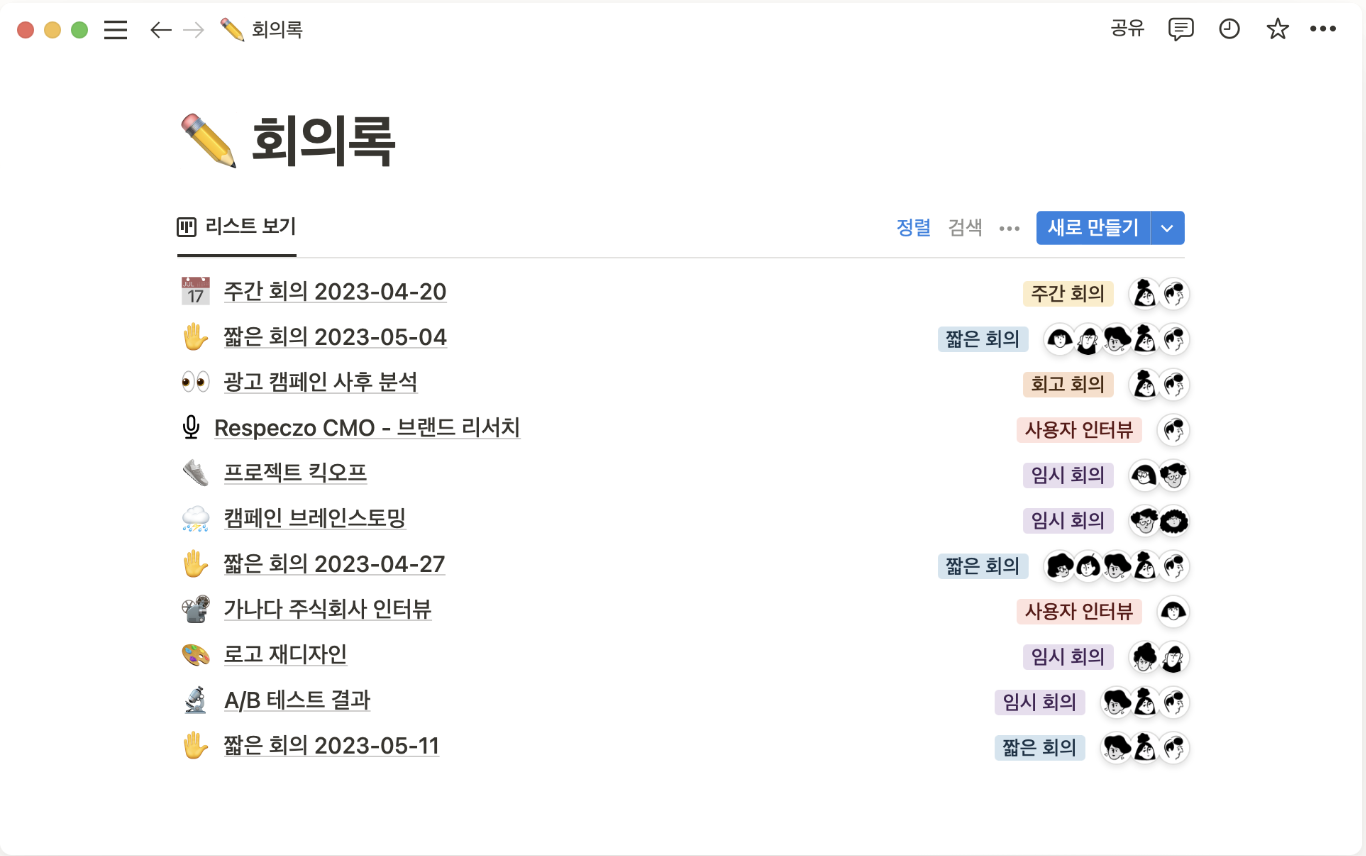 회의록
공유
회의록
리스트 보기
정렬 검색 새로 만들기
주간 회의 2023-04-20 주간 회의
짧은 회의 2023-05-04 짧은 회의
광고 캠페인 사후 분석 회고 회의
Respeczo CMO - 브랜드 리서치 사용자 인터뷰
프로젝트 킥오프 임시 회의
캠페인 브레인스토밍 임시 회의
짧은 회의 2023-04-27 짧은 회의
가나다 주식회사 인터뷰 사용자 인터뷰
로고 재디자인 임시 회의
A/B 테스트 결과 임시 회의
짧은 회의 2023-05-11 짧은 회의